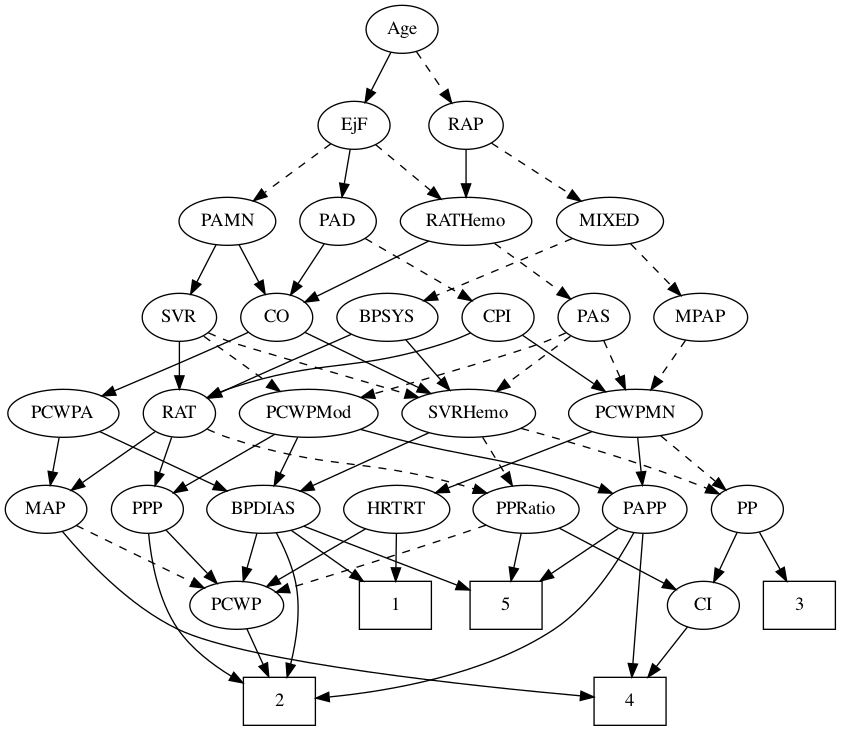 Age
EjF RAP
PAMN PAD RATHemo MIXED
SVR CO BPSYS CPI PAS MPAP
PCWPA RAT PCWPMod SVRHemo PCWPMN
MAP PPP BPDIAS HRTRT PPRatio PAPP PP
PCWP 1 5 CI 3
2 4